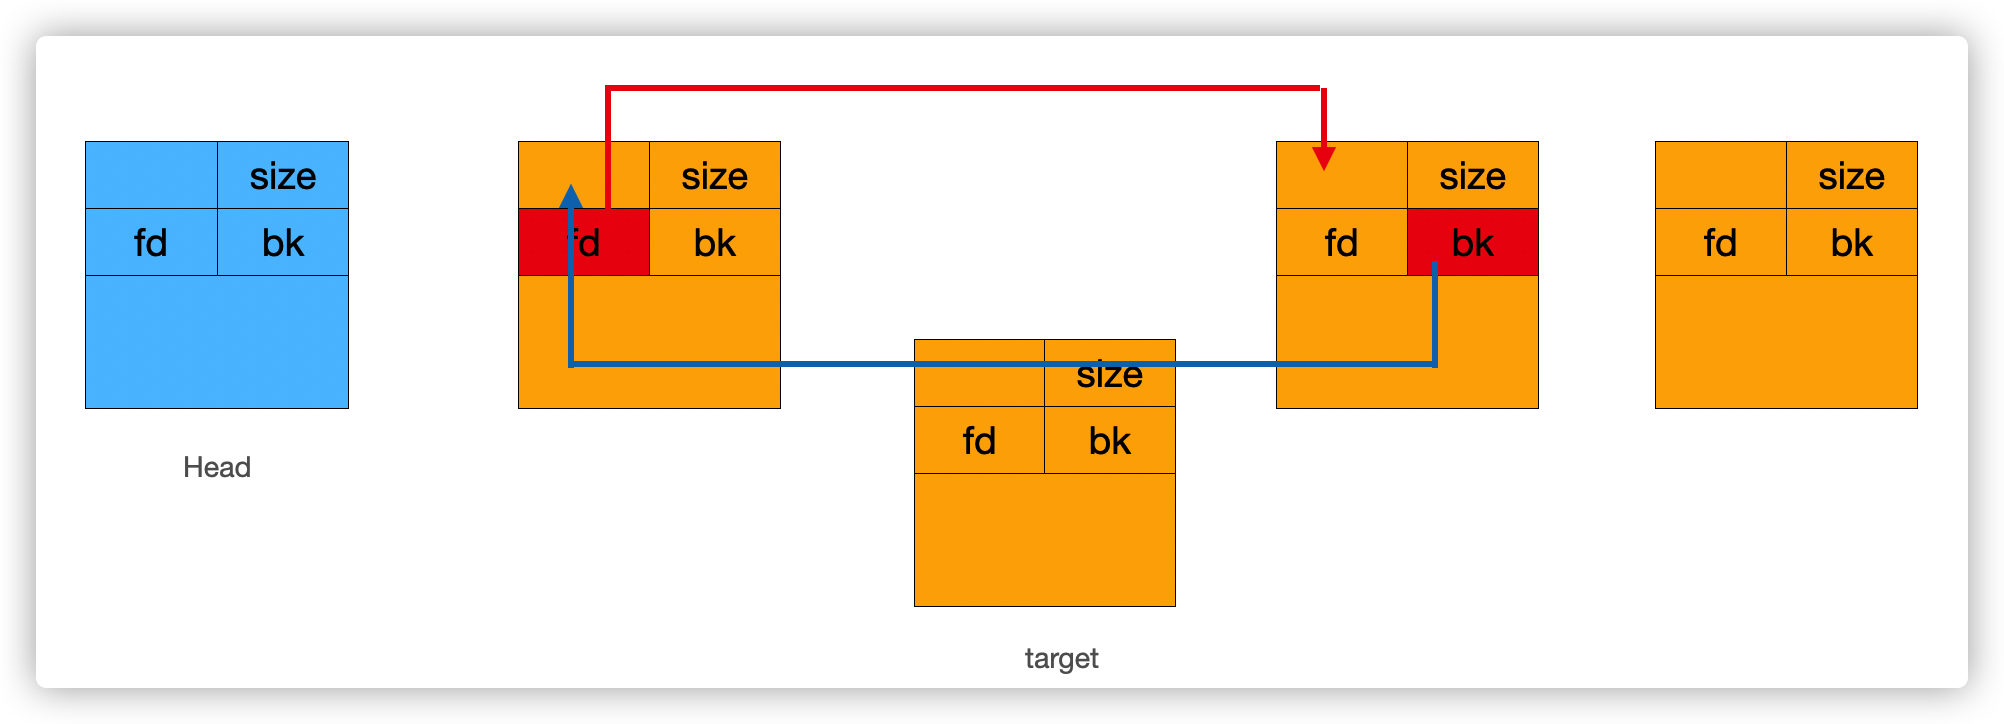 size size size size
fd bk fd bk fd bk fd bk
size
fd bk
Head
target